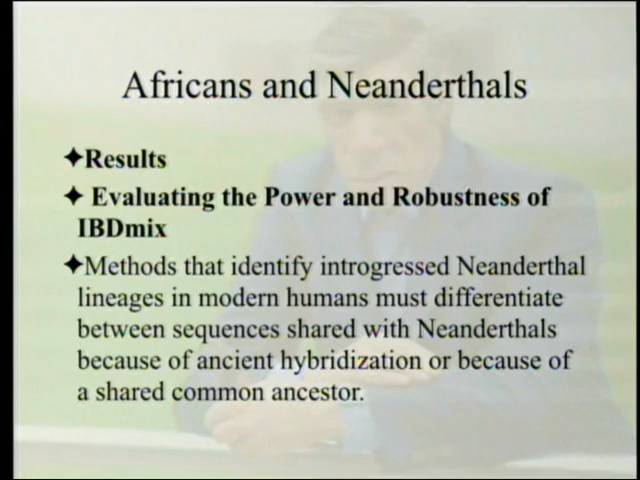 Africans and Neanderthals
✦Results
✦ Evaluating the Power and Robustness of
IBDmix
✦Methods that identify introgressed Neanderthal
lineages in modern humans must differentiate
between sequences shared with Neanderthals
because of ancient hybridization or because of
a shared common ancestor.